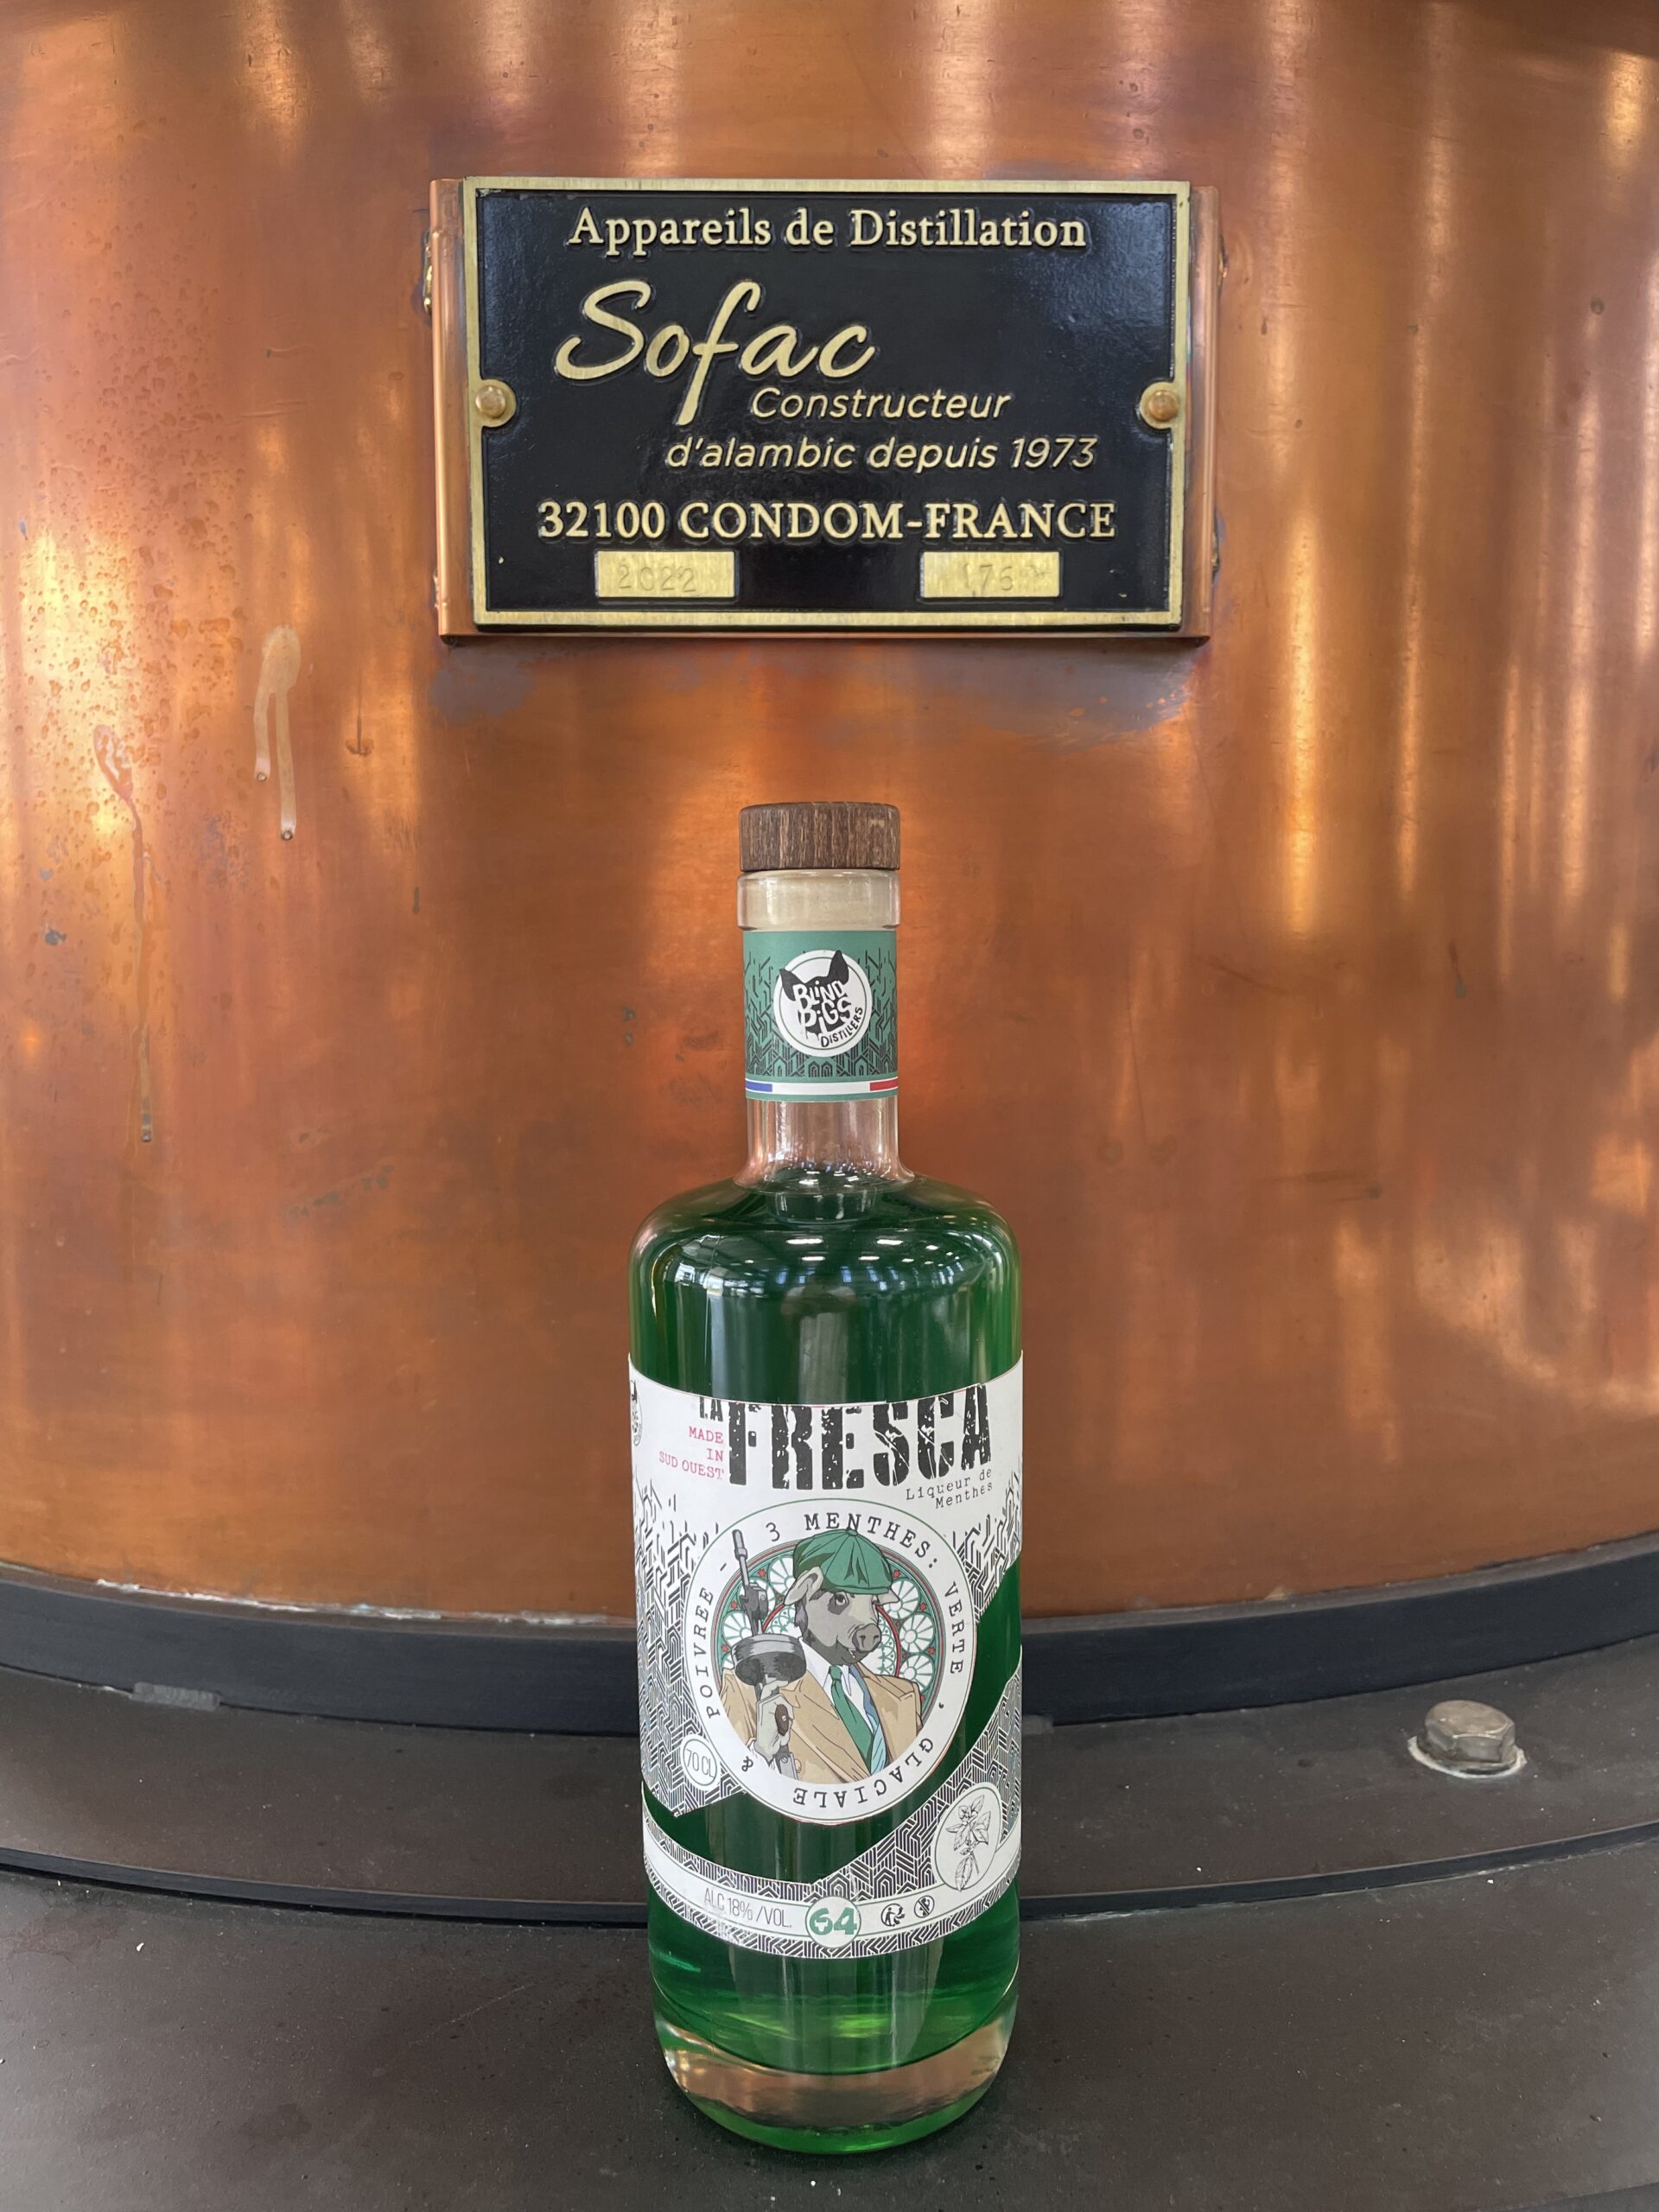 Appareils de Distillation
Sofac
Constructeur
d'alambic depuis 1973
32100 CONDOM-FRANCE
2022
BLiND
PiGS
DiSTiLLERS
LA
FRESCA
MADE
IN
SUD OUEST
Liqueur de
Menthes
3 MENTHES: VERTE, GLACIALE & POIVREE -
70 CL
ALC 18% /VOL.
64